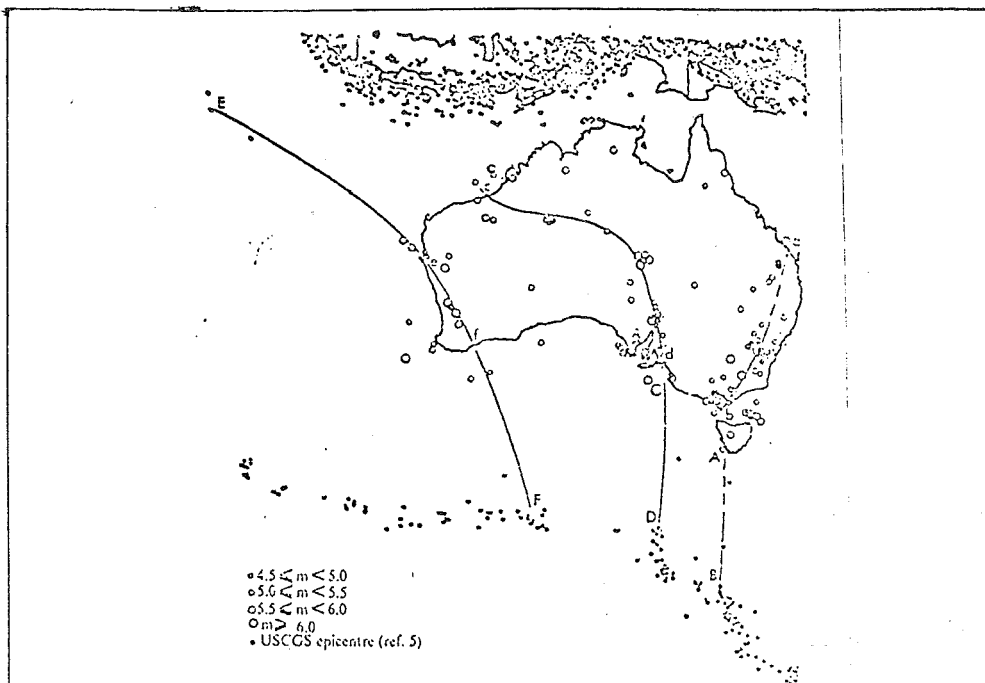 E
C
F
D
C
A
B
d
4.5 ≤ m < 5.0
5.0 ≤ m < 5.5
5.5 ≤ m < 6.0
m ≥ 6.0
• USCGS epicentre (ref. 5)